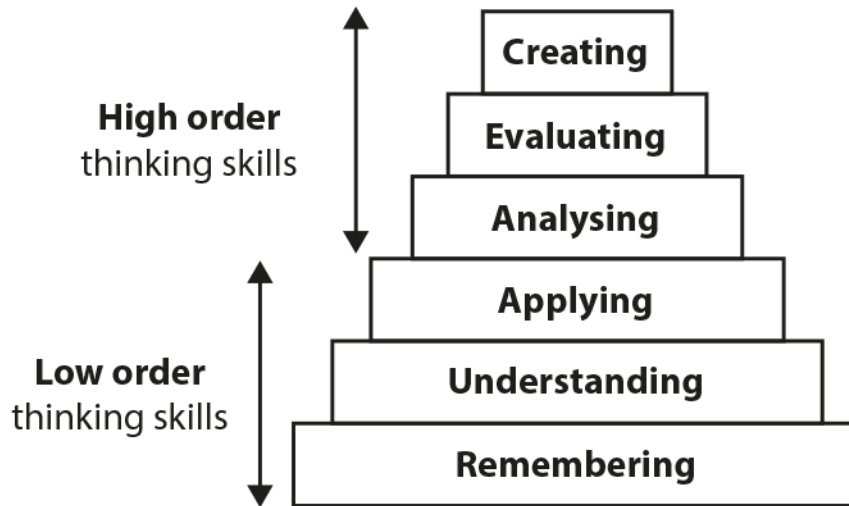 Creating
Evaluating
High order
thinking skills
Analysing
Applying
Low order
thinking skills
Understanding
Remembering